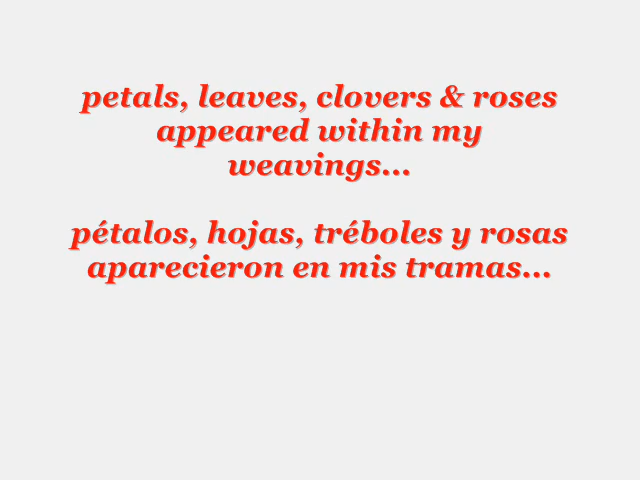 petals, leaves, clovers & roses
appeared within my
weavings...
pétalos, hojas, tréboles y rosas
aparecieron en mis tramas...